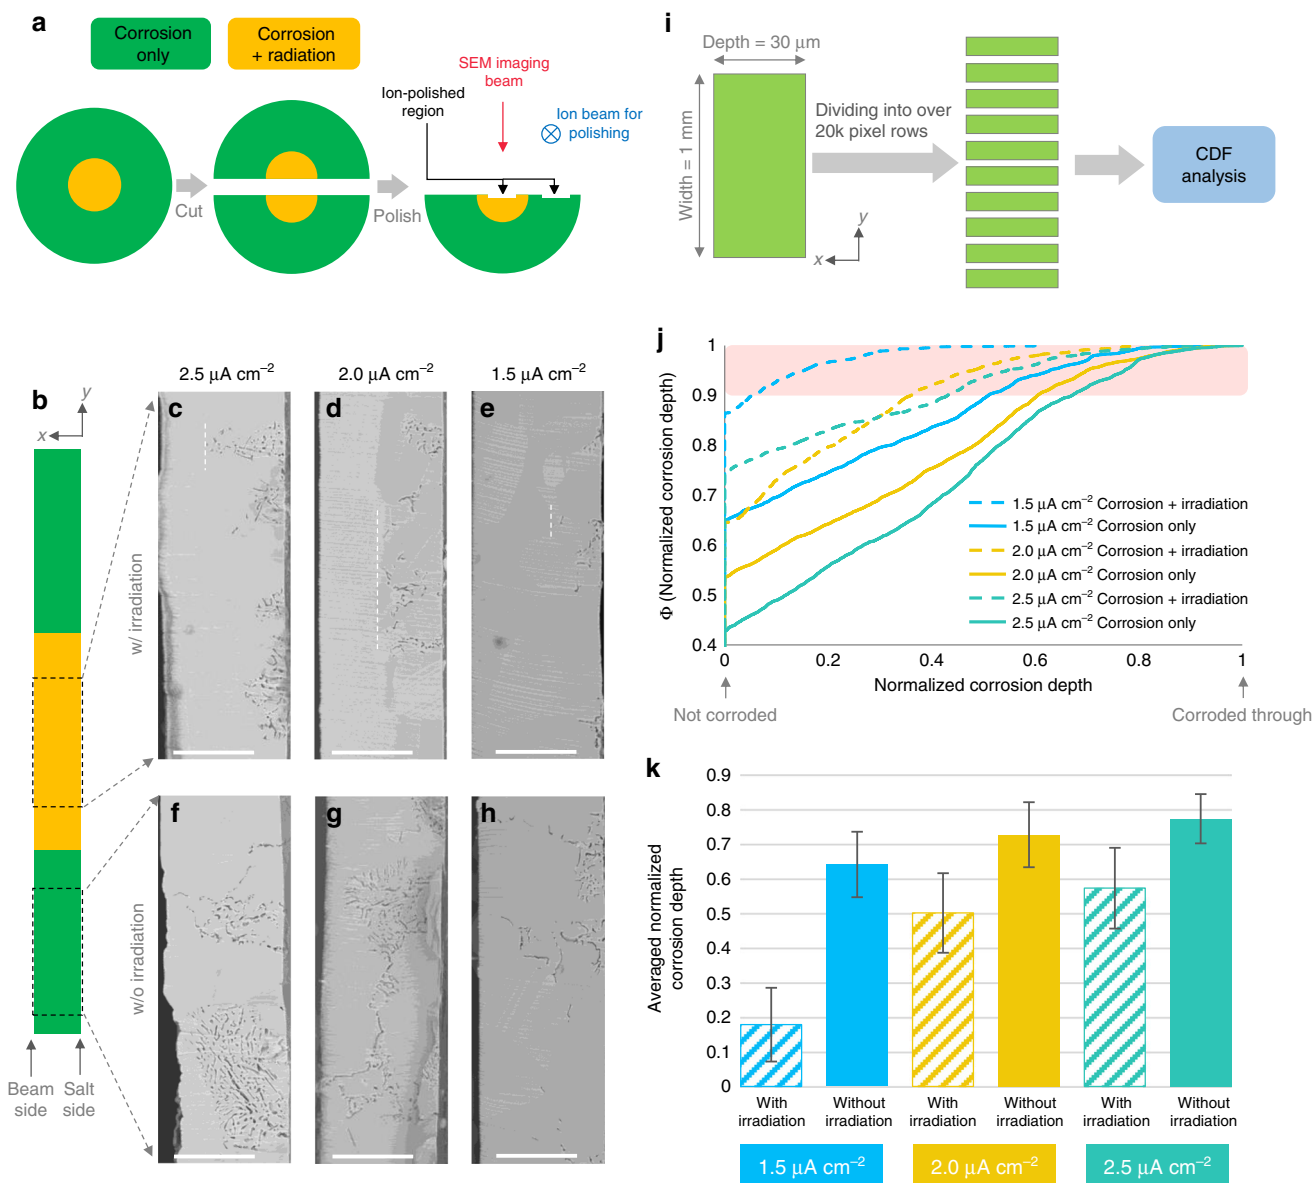 a
Corrosion
only
Corrosion
+ radiation
Cut
Polish
Ion-polished
region
SEM imaging
beam
Ion beam for
polishing
i
Depth = 30 μm
Width = 1 mm
Dividing into over
20k pixel rows
x
y
CDF
analysis
b
x
y
Beam
side
Salt
side
2.5 μA cm⁻²
2.0 μA cm⁻²
1.5 μA cm⁻²
w/ irradiation
c
d
e
w/o irradiation
f
g
h
j
Φ (Normalized corrosion depth)
1
0.9
0.8
0.7
0.6
0.5
0.4
1.5 μA cm⁻² Corrosion + irradiation
1.5 μA cm⁻² Corrosion only
2.0 μA cm⁻² Corrosion + irradiation
2.0 μA cm⁻² Corrosion only
2.5 μA cm⁻² Corrosion + irradiation
2.5 μA cm⁻² Corrosion only
0 0.2 0.4 0.6 0.8 1
Normalized corrosion depth
Not corroded
Corroded through
k
Averaged normalized
corrosion depth
0.9
0.8
0.7
0.6
0.5
0.4
0.3
0.2
0.1
0
With
irradiation
Without
irradiation
With
irradiation
Without
irradiation
With
irradiation
Without
irradiation
1.5 μA cm⁻²
2.0 μA cm⁻²
2.5 μA cm⁻²